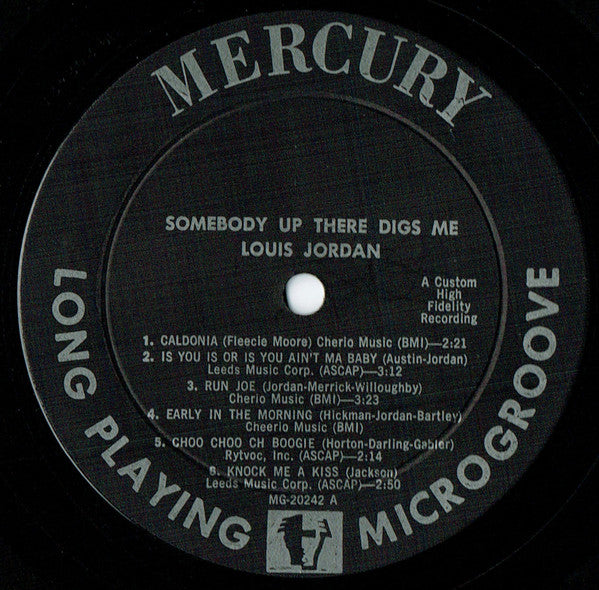 MERCURY
SOMEBODY UP THERE DIGS ME
LOUIS JORDAN
A Custom
High
Fidelity
Recording
1. CALDONIA (Fleecie Moore) Cherio Music (BMI)—2:21
2. IS YOU IS OR IS YOU AIN'T MA BABY (Austin-Jordan)
Leeds Music Corp. (ASCAP)—3:12
3. RUN JOE (Jordan-Merrick-Willoughby)
Cherio Music (BMI)—3:23
4. EARLY IN THE MORNING (Hickman-Jordan-Bartley)
Cheerio Music (BMI)
5. CHOO CHOO CH BOOGIE (Horton-Darling-Gabler)
Rytvoc, Inc. (ASCAP)—2:14
6. KNOCK ME A KISS (Jackson)
Leeds Music Corp. (ASCAP)—2:50
MG-20242 A
LONG PLAYING MICROGROOVE